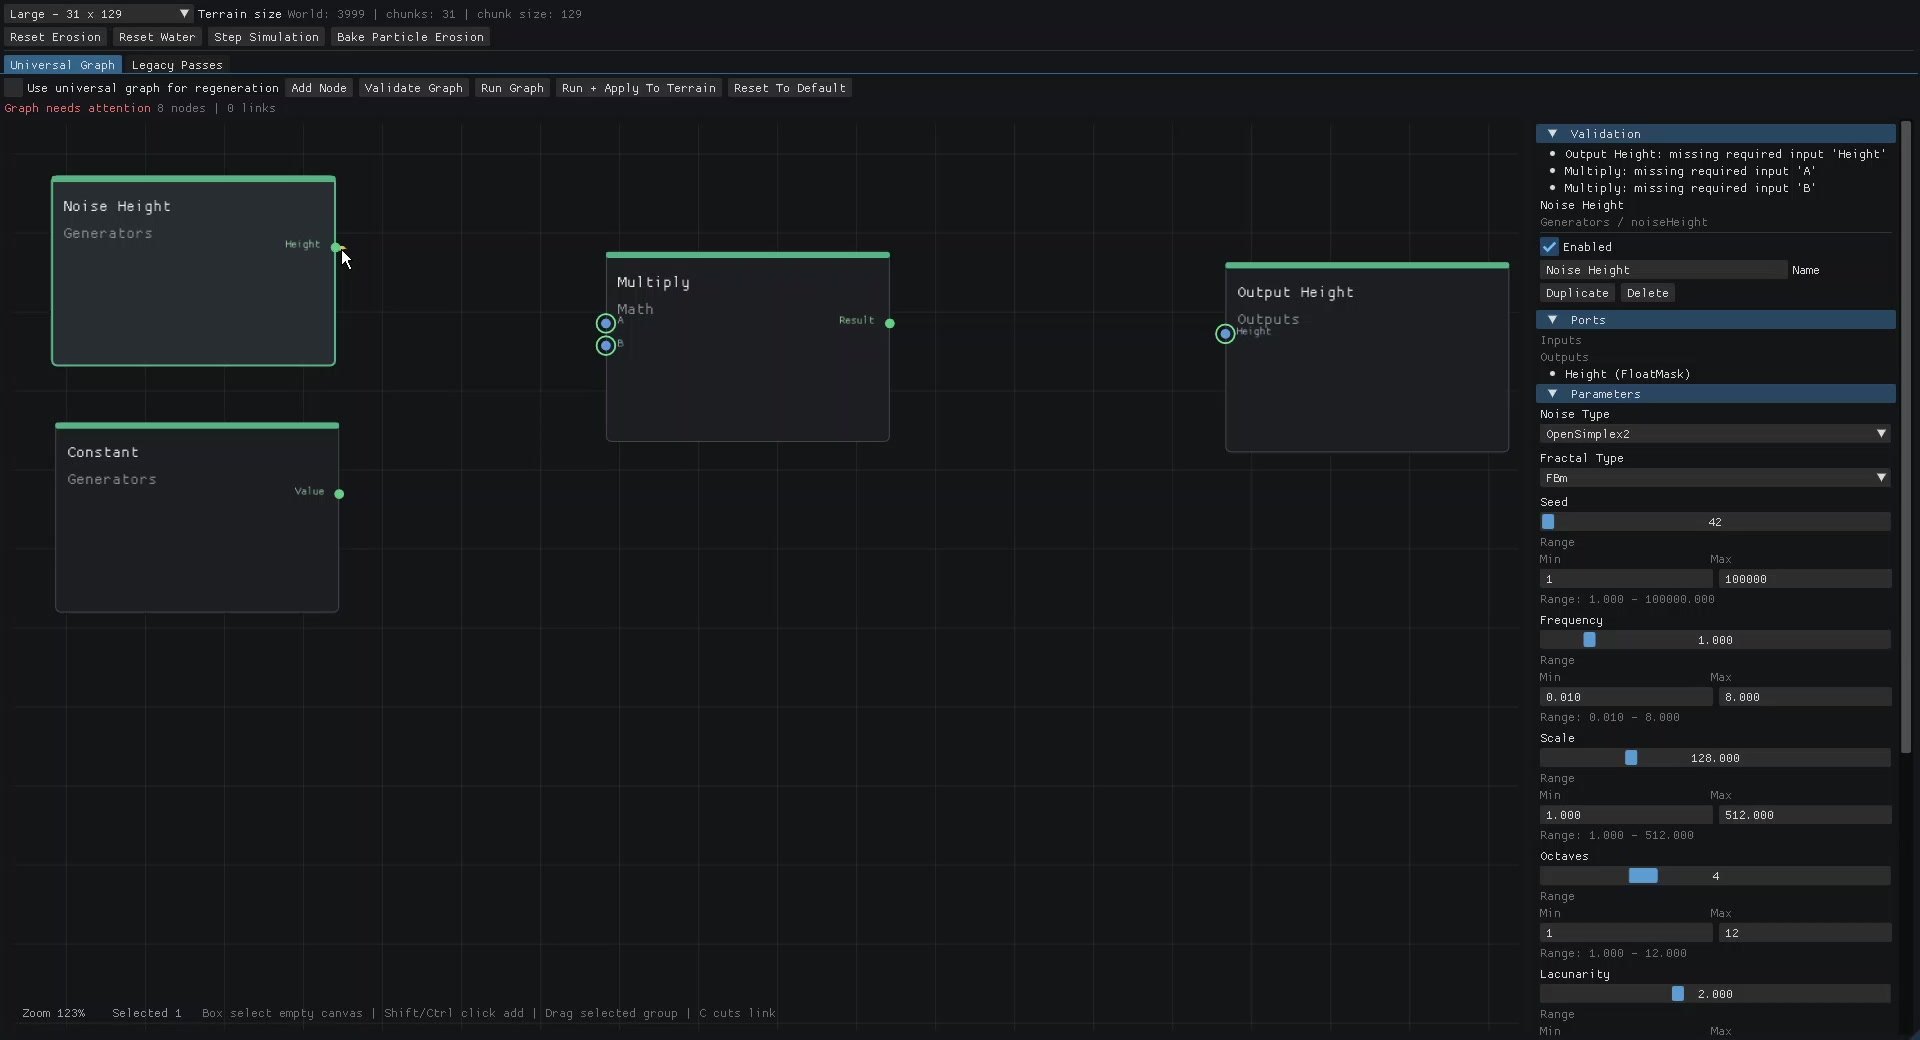 Large - 31 x 129 Terrain size World: 3999 | chunks: 31 | chunk size: 129
Reset Erosion Reset Water Step Simulation Bake Particle Erosion
Universal Graph Legacy Passes
Use universal graph for regeneration Add Node Validate Graph Run Graph Run + Apply To Terrain Reset To Default
Graph needs attention 8 nodes | 0 links
Noise Height
Generators
Height
Constant
Generators
Value
Multiply
Math
A
B
Result
Output Height
Outputs
Height
Validation
Output Height: missing required input 'Height'
Multiply: missing required input 'A'
Multiply: missing required input 'B'
Noise Height
Generators / noiseHeight
Enabled
Noise Height Name
Duplicate Delete
Ports
Inputs
Outputs
Height (FloatMask)
Parameters
Noise Type
OpenSimplex2
Fractal Type
FBm
Seed
42
Range
Min Max
1 100000
Range: 1.000 - 100000.000
Frequency
1.000
Range
Min Max
0.010 8.000
Range: 0.010 - 8.000
Scale
128.000
Range
Min Max
1.000 512.000
Range: 1.000 - 512.000
Octaves
4
Range
Min Max
1 12
Range: 1.000 - 12.000
Lacunarity
2.000
Range
Min Max
Zoom 123% Selected 1 Box select empty canvas | Shift/Ctrl click add | Drag selected group | C cuts link